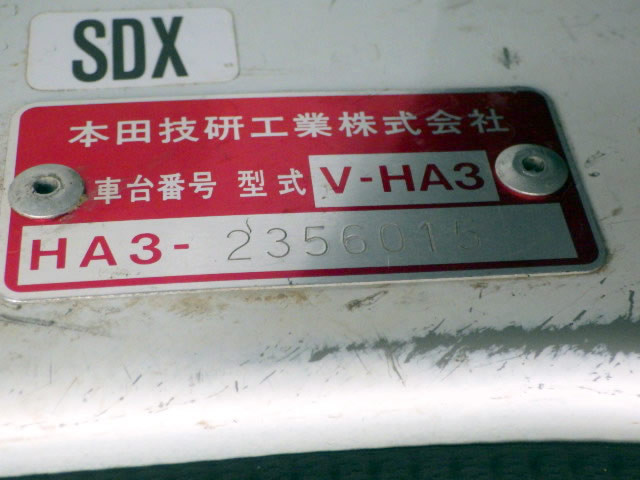 SDX
本田技研工業株式会社
車台番号 型式 V-HA3
HA3- 2356015